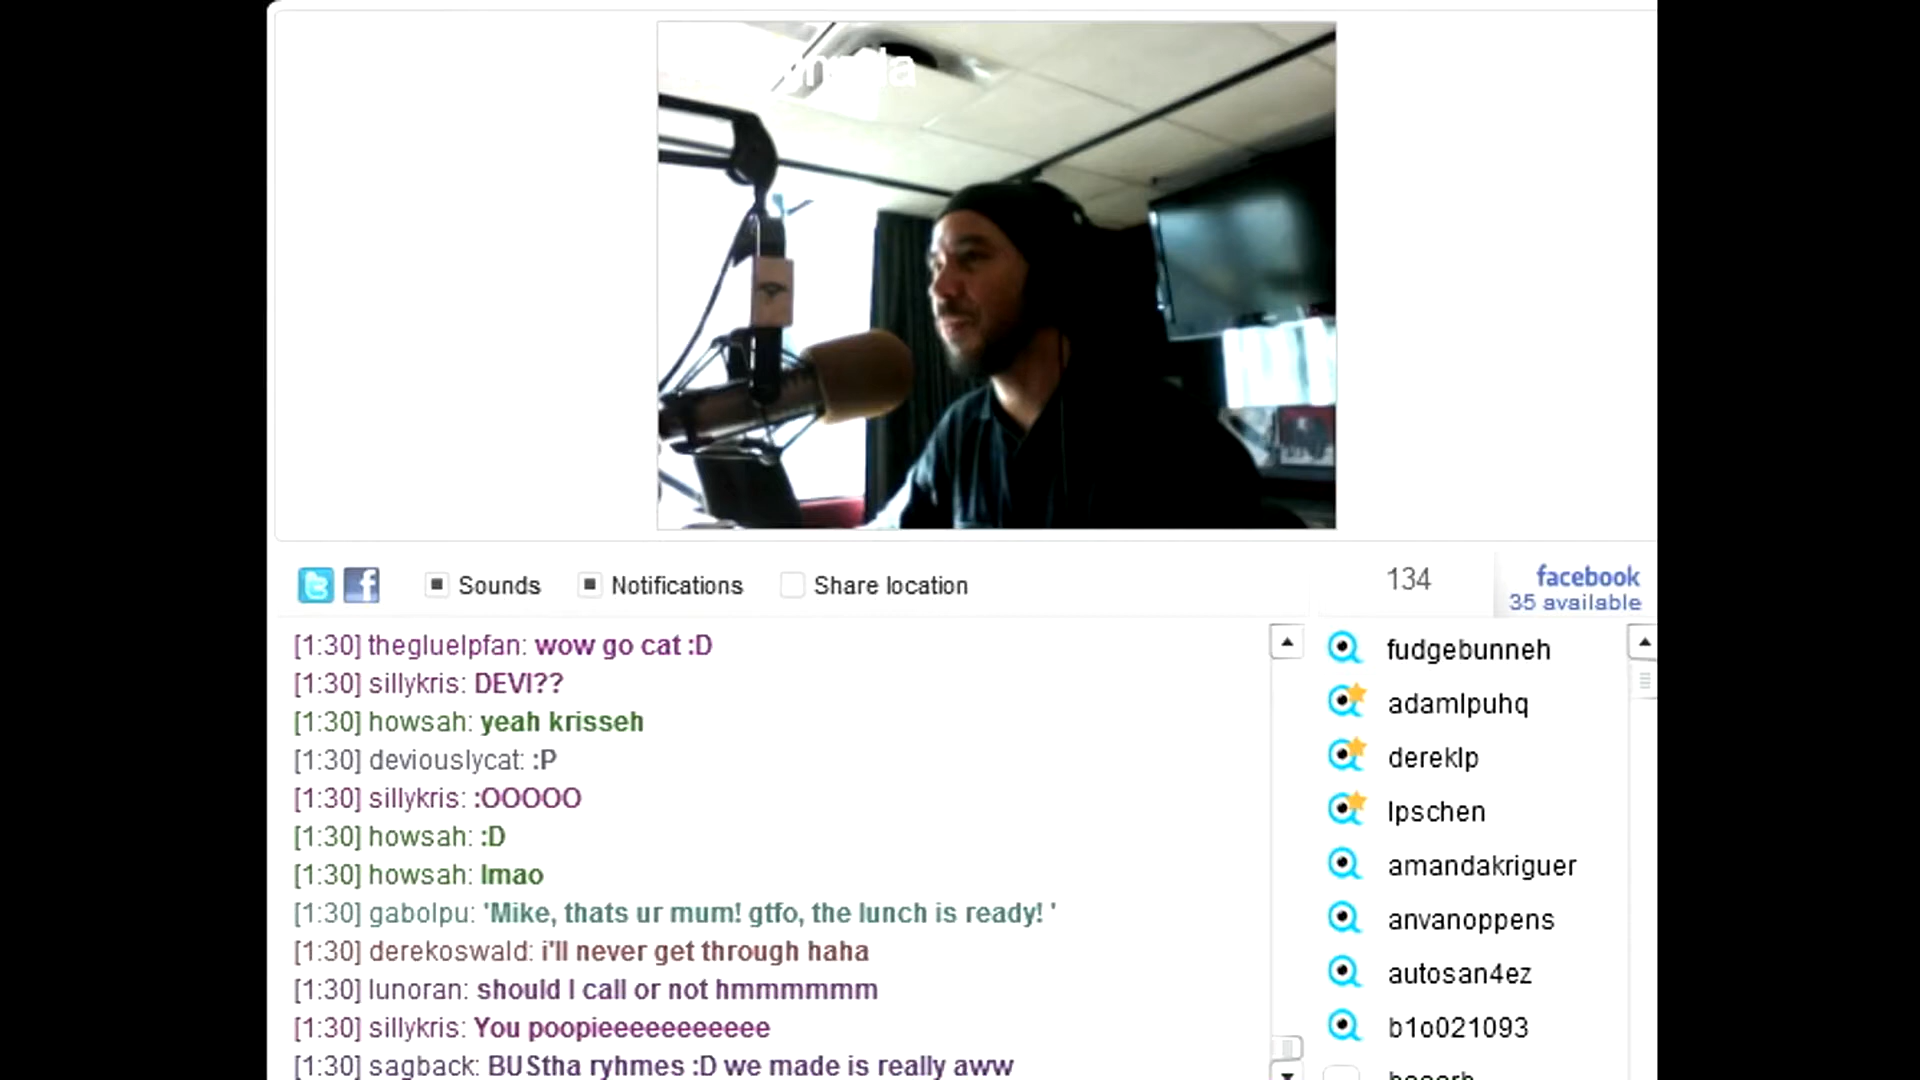 Sounds
Notifications
Share location
134
facebook
35 available
[1:30] thegluelpfan: wow go cat :D
[1:30] sillykris: DEVI??
[1:30] howsah: yeah krisseh
[1:30] deviouslycat: :P
[1:30] sillykris: :OOOOO
[1:30] howsah: :D
[1:30] howsah: lmao
[1:30] gabolpu: 'Mike, thats ur mum! gtfo, the lunch is ready! '
[1:30] derekoswald: i'll never get through haha
[1:30] lunoran: should I call or not hmmmmmm
[1:30] sillykris: You poopieeeeeeeeeee
[1:30] sagback: BUStha ryhmes :D we made is really aww
fudgebunneh
adamlpuhq
dereklp
lpschen
amandakriguer
anvanoppens
autosan4ez
b1o021093